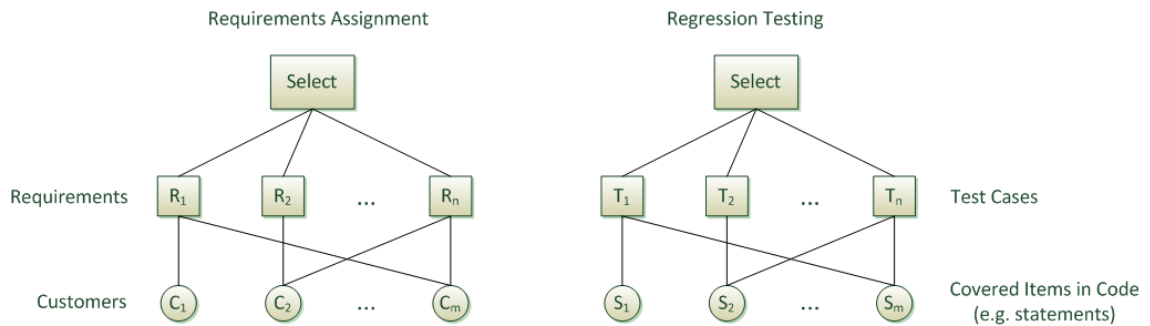 Requirements Assignment
Regression Testing
Select
Select
Requirements
R₁
R₂
...
Rₙ
T₁
T₂
...
Tₙ
Test Cases
Customers
C₁
C₂
...
Cₘ
S₁
S₂
...
Sₘ
Covered Items in Code
(e.g. statements)